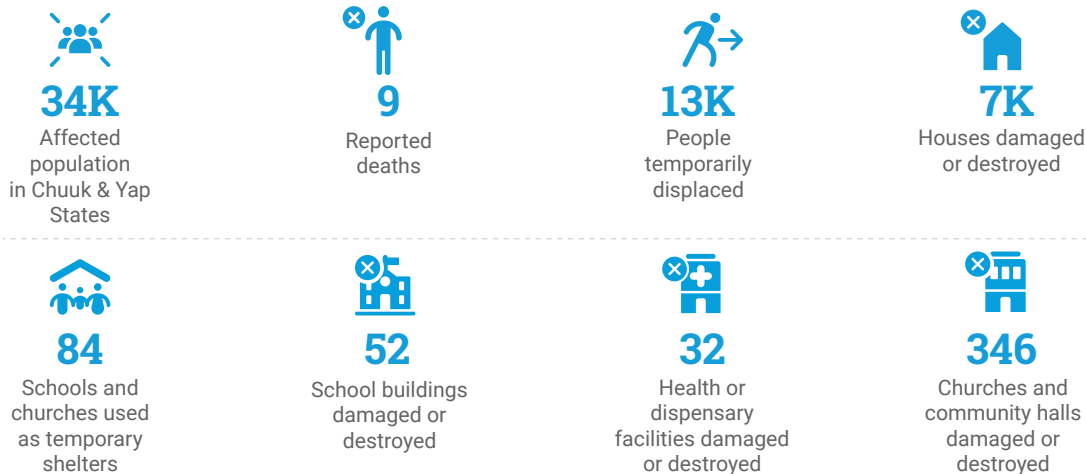 34K
Affected
population
in Chuuk & Yap
States
9
Reported
deaths
13K
People
temporarily
displaced
7K
Houses damaged
or destroyed
84
Schools and
churches used
as temporary
shelters
52
School buildings
damaged or
destroyed
32
Health or
dispensary
facilities damaged
or destroyed
346
Churches and
community halls
damaged or
destroyed